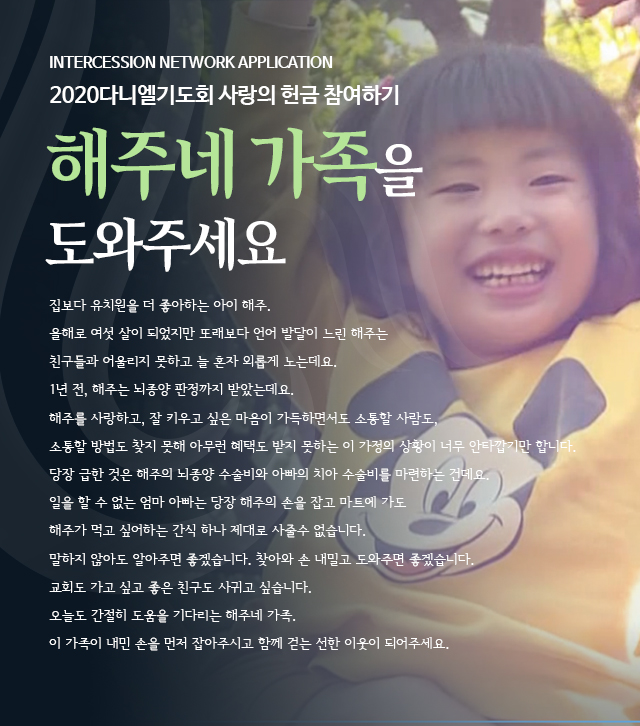 INTERCESSION NETWORK APPLICATION
2020다니엘기도회 사랑의 헌금 참여하기
해주네 가족을
도와주세요
집보다 유치원을 더 좋아하는 아이 해주.
올해로 여섯 살이 되었지만 또래보다 언어 발달이 느린 해주는
친구들과 어울리지 못하고 늘 혼자 외롭게 노는데요.
1년 전, 해주는 뇌종양 판정까지 받았는데요.
해주를 사랑하고, 잘 키우고 싶은 마음이 가득하면서도 소통할 사람도,
소통할 방법도 찾지 못해 아무런 혜택도 받지 못하는 이 가정의 상황이 너무 안타깝기만 합니다.
당장 급한 것은 해주의 뇌종양 수술비와 아빠의 치아 수술비를 마련하는 건데요.
일을 할 수 없는 엄마 아빠는 당장 해주의 손을 잡고 마트에 가도
해주가 먹고 싶어하는 간식 하나 제대로 사줄수 없습니다.
말하지 않아도 알아주면 좋겠습니다. 찾아와 손 내밀고 도와주면 좋겠습니다.
교회도 가고 싶고 좋은 친구도 사귀고 싶습니다.
오늘도 간절히 도움을 기다리는 해주네 가족.
이 가족이 내민 손을 먼저 잡아주시고 함께 걷는 선한 이웃이 되어주세요.